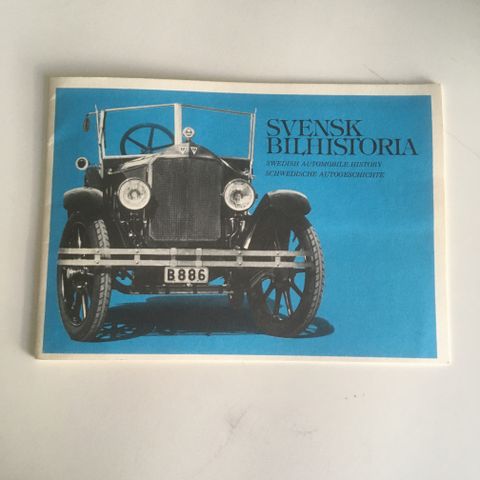 SVENSK
BILHISTORIA
SWEDISH AUTOMOBILE HISTORY
SCHWEDISCHE AUTOGESCHICHTE
B886